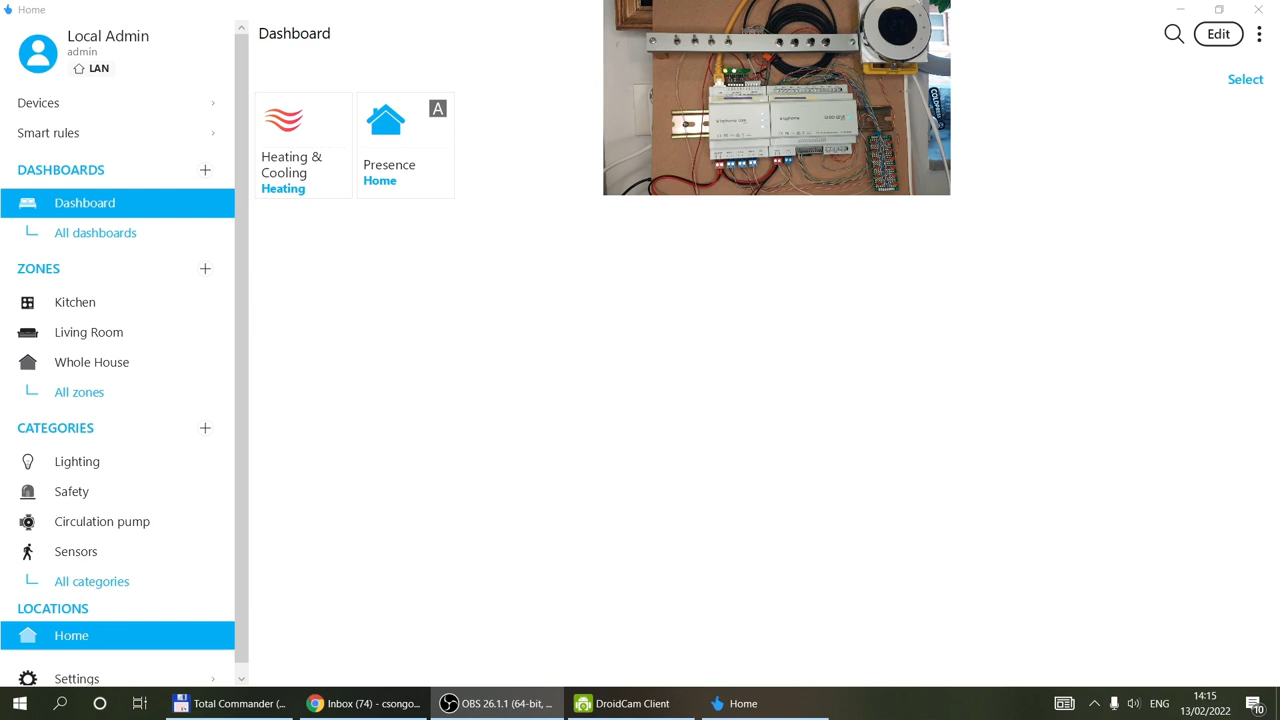 Home
Local Admin
admin
LAN
Devices
Smart rules
DASHBOARDS
Dashboard
All dashboards
ZONES
Kitchen
Living Room
Whole House
All zones
CATEGORIES
Lighting
Safety
Circulation pump
Sensors
All categories
LOCATIONS
Home
Settings
Dashboard
Edit
Select
Heating &
Cooling
Heating
A
Presence
Home
COLDPRESS
Total Commander (...
Inbox (74) - csongo...
OBS 26.1.1 (64-bit, ...
DroidCam Client
Home
ENG
14:15
13/02/2022
10